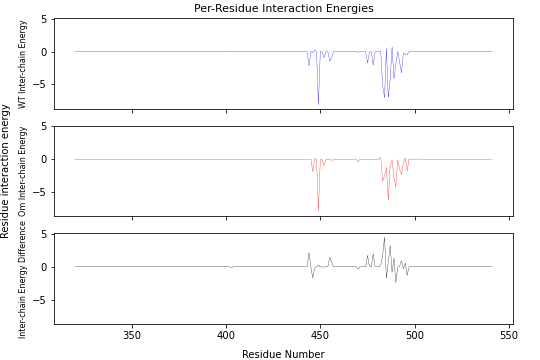 Per-Residue Interaction Energies
Residue interaction energy
WT Inter-chain Energy
5
0
−5
Om Inter-chain Energy
5
0
−5
Inter-chain Energy Difference
5
0
−5
350
400
450
500
550
Residue Number